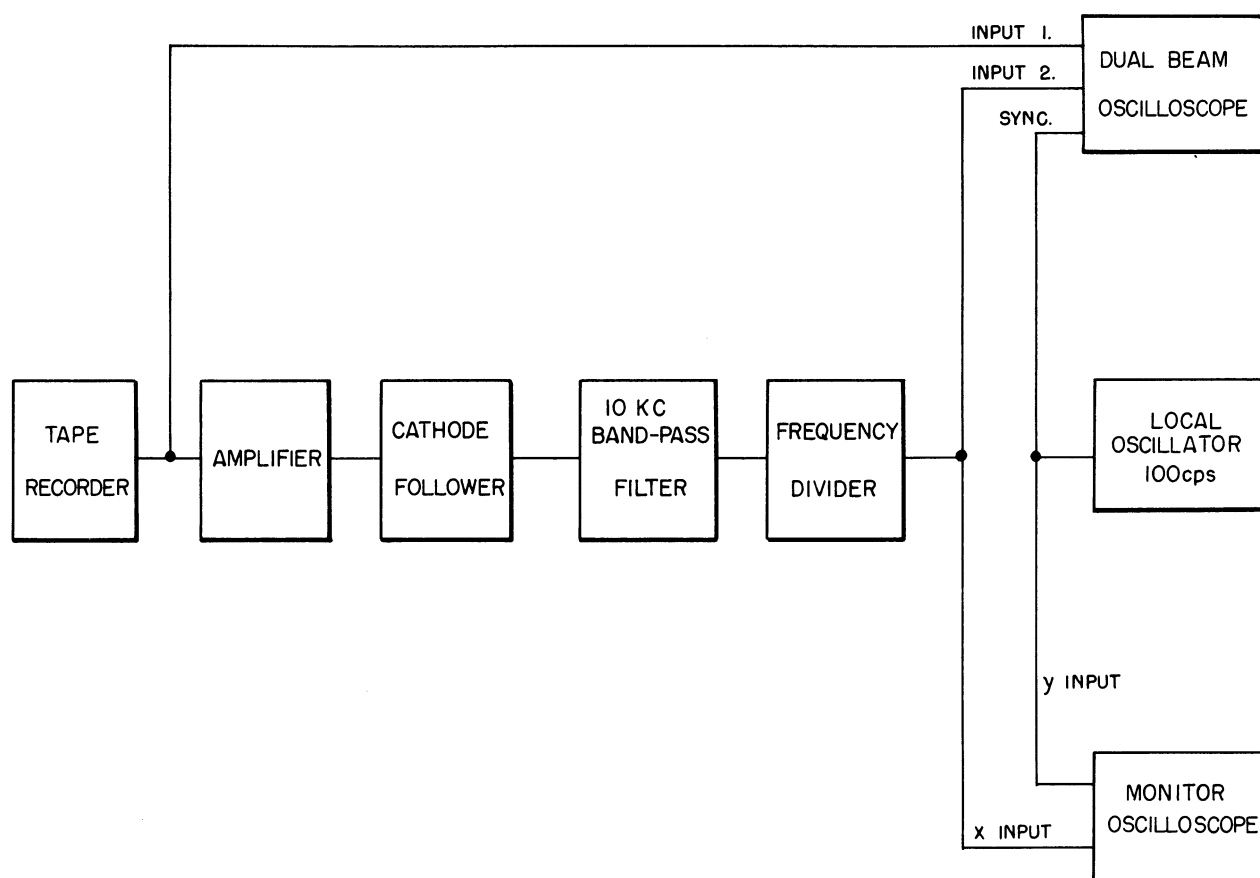 INPUT 1.
INPUT 2.
SYNC.
DUAL BEAM
OSCILLOSCOPE
TAPE
RECORDER
AMPLIFIER
CATHODE
FOLLOWER
10 KC
BAND-PASS
FILTER
FREQUENCY
DIVIDER
LOCAL
OSCILLATOR
100cps
y INPUT
x INPUT
MONITOR
OSCILLOSCOPE